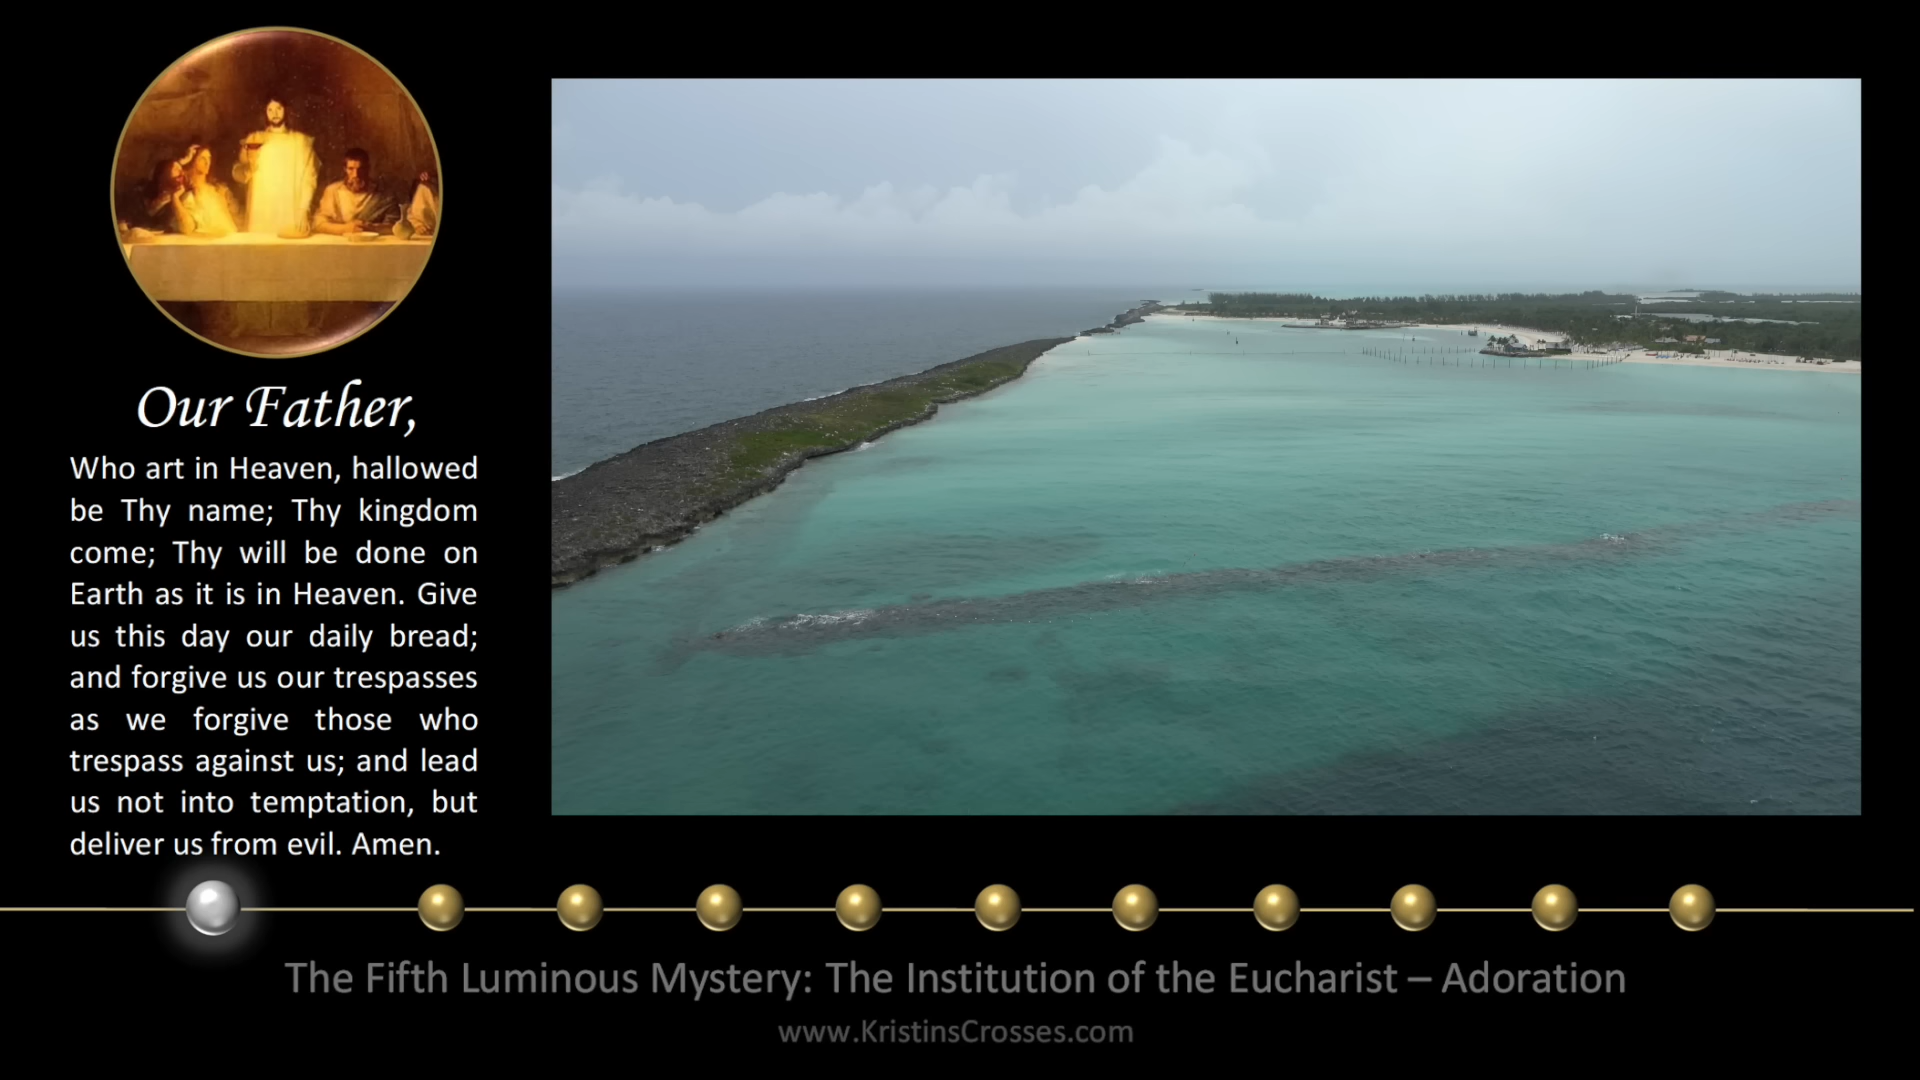 Our Father,
Who art in Heaven, hallowed
be Thy name; Thy kingdom
come; Thy will be done on
Earth as it is in Heaven. Give
us this day our daily bread;
and forgive us our trespasses
as we forgive those who
trespass against us; and lead
us not into temptation, but
deliver us from evil. Amen.
The Fifth Luminous Mystery: The Institution of the Eucharist – Adoration
www.KristinsCrosses.com